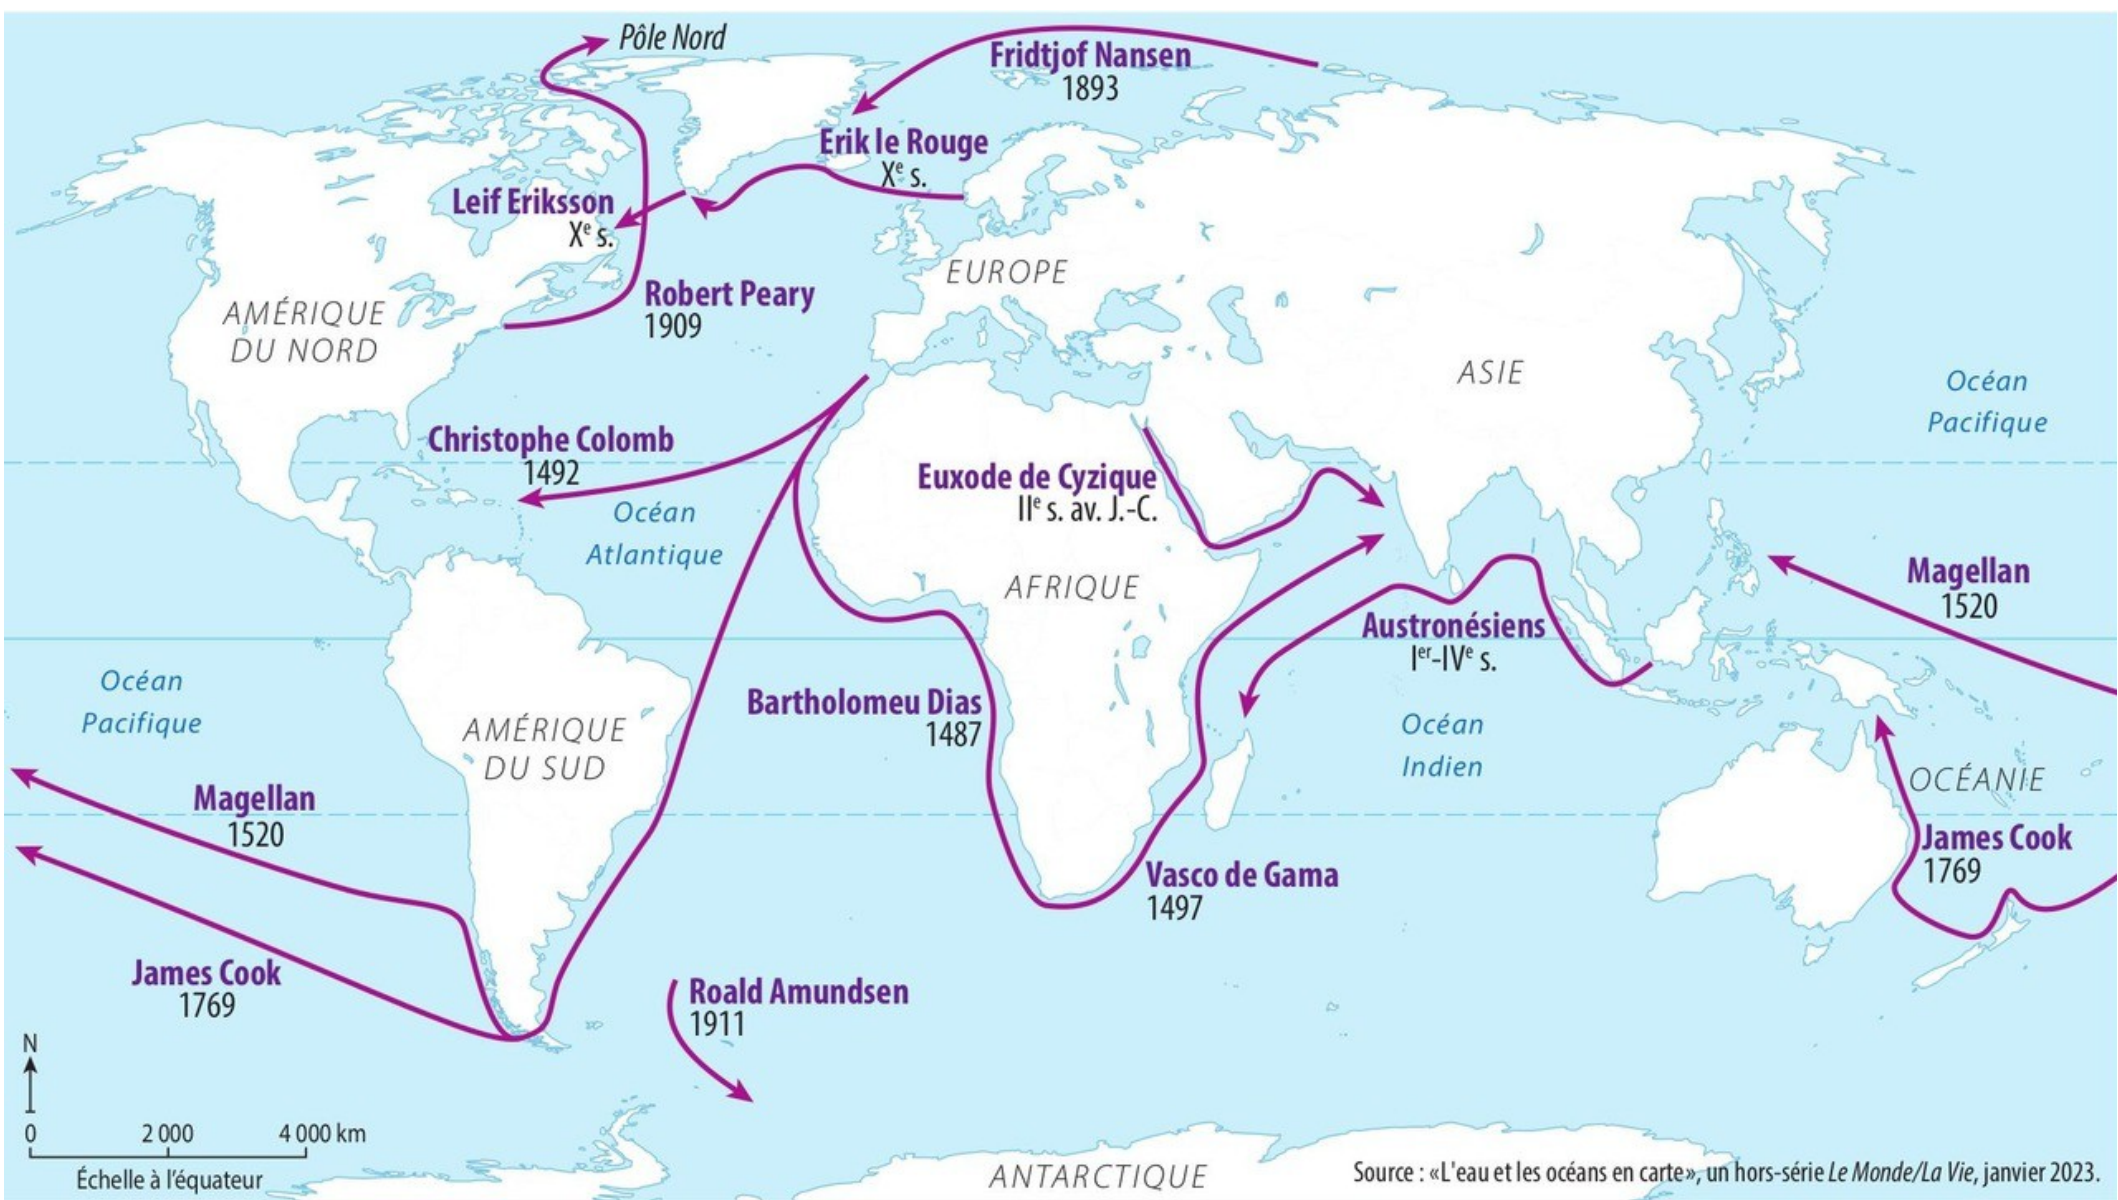 Pôle Nord
Fridtjof Nansen
1893
Erik le Rouge
Xe s.
Leif Eriksson
Xe s.
Robert Peary
1909
EUROPE
AMÉRIQUE
DU NORD
ASIE
Océan
Pacifique
Christophe Colomb
1492
Océan
Atlantique
Euxode de Cyzique
IIe s. av. J.-C.
AFRIQUE
Magellan
1520
Austronésiens
Ier-IVe s.
Océan
Pacifique
Bartholomeu Dias
1487
AMÉRIQUE
DU SUD
Océan
Indien
OCÉANIE
Magellan
1520
James Cook
1769
Vasco de Gama
1497
James Cook
1769
Roald Amundsen
1911
N
0 2 000 4 000 km
Échelle à l'équateur
ANTARCTIQUE
Source : «L'eau et les océans en carte», un hors-série Le Monde/La Vie, janvier 2023.